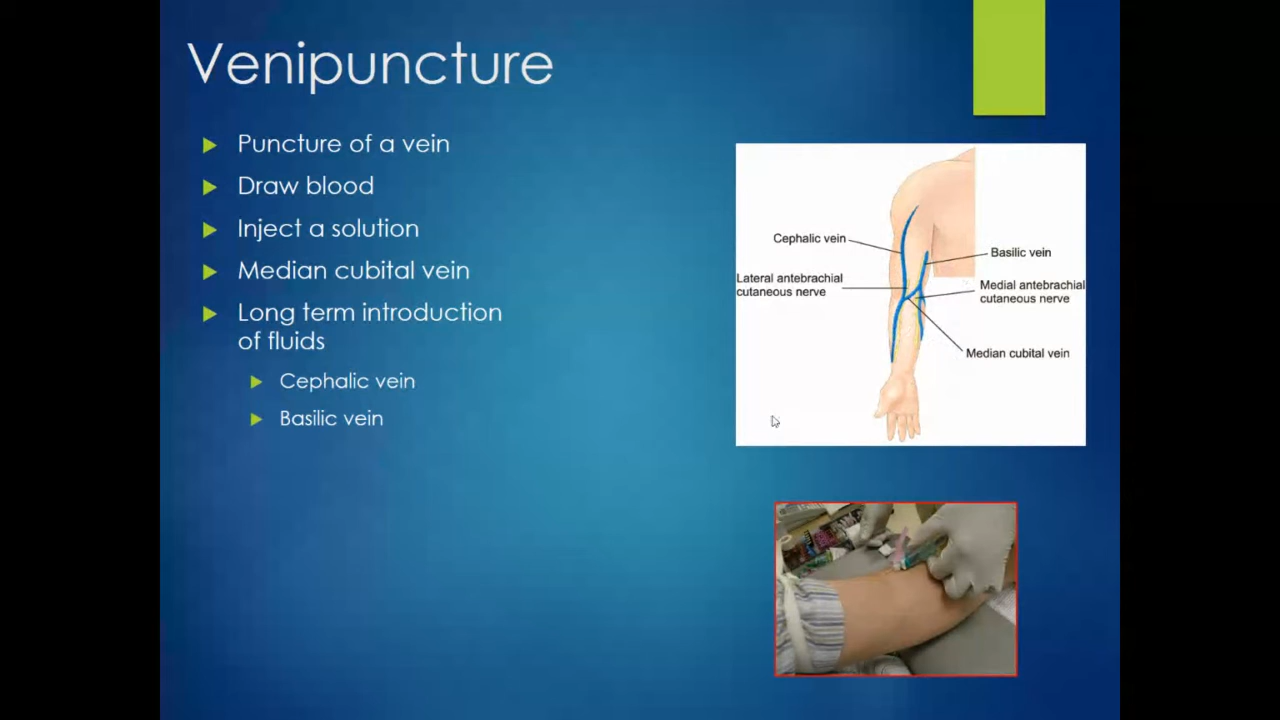 Venipuncture
Puncture of a vein
Draw blood
Inject a solution
Median cubital vein
Long term introduction
of fluids
Cephalic vein
Basilic vein
Cephalic vein
Basilic vein
Lateral antebrachial
cutaneous nerve
Medial antebrachial
cutaneous nerve
Median cubital vein